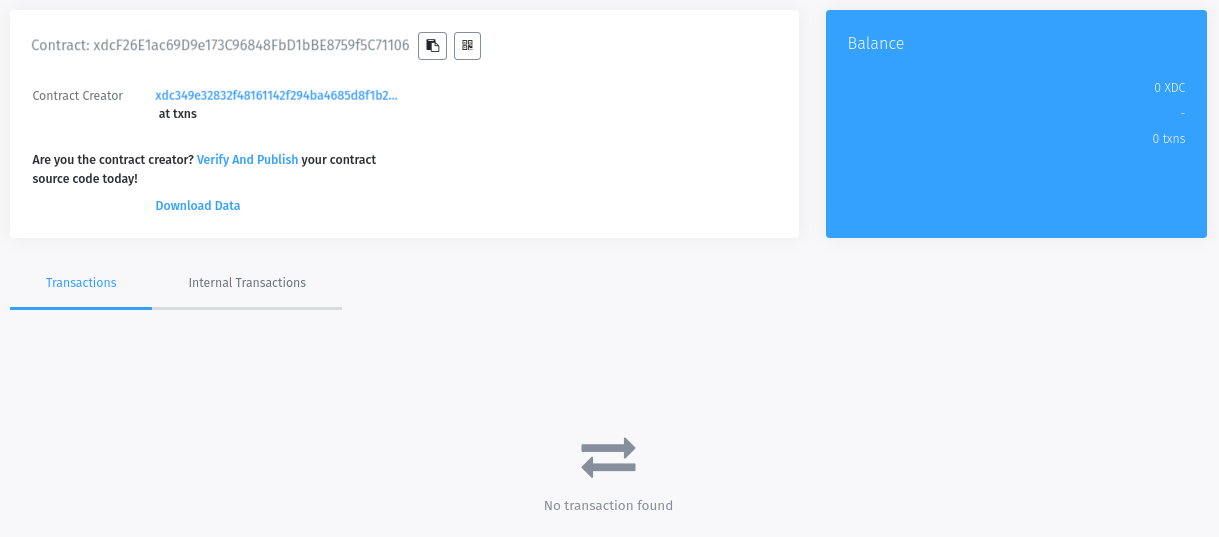 Contract: xdcF26E1ac69D9e173C96848FbD1bBE8759f5C71106
Contract Creator
xdc349e32832f48161142f294ba4685d8f1b2...
at txns
Are you the contract creator? Verify And Publish your contract
source code today!
Download Data
Balance
0 XDC
-
0 txns
Transactions
Internal Transactions
No transaction found